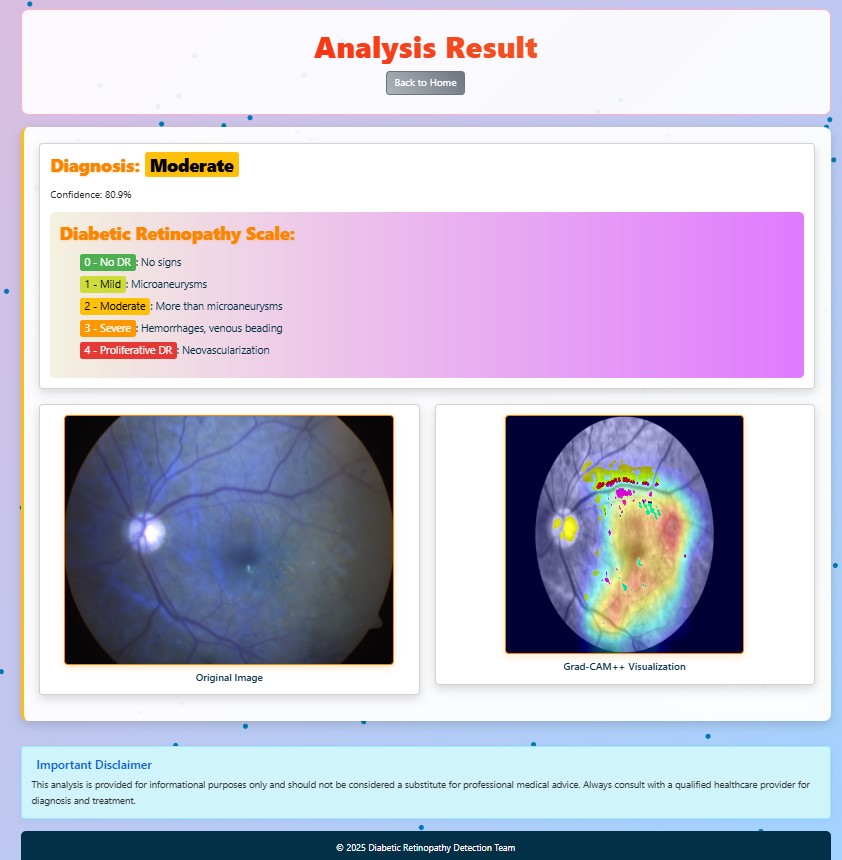 Analysis Result
Back to Home
Diagnosis: Moderate
Confidence: 80.9%
Diabetic Retinopathy Scale:
0 - No DR : No signs
1 - Mild : Microaneurysms
2 - Moderate : More than microaneurysms
3 - Severe : Hemorrhages, venous beading
4 - Proliferative DR : Neovascularization
Original Image
Grad-CAM++ Visualization
Important Disclaimer
This analysis is provided for informational purposes only and should not be considered a substitute for professional medical advice. Always consult with a qualified healthcare provider for
diagnosis and treatment.
© 2025 Diabetic Retinopathy Detection Team